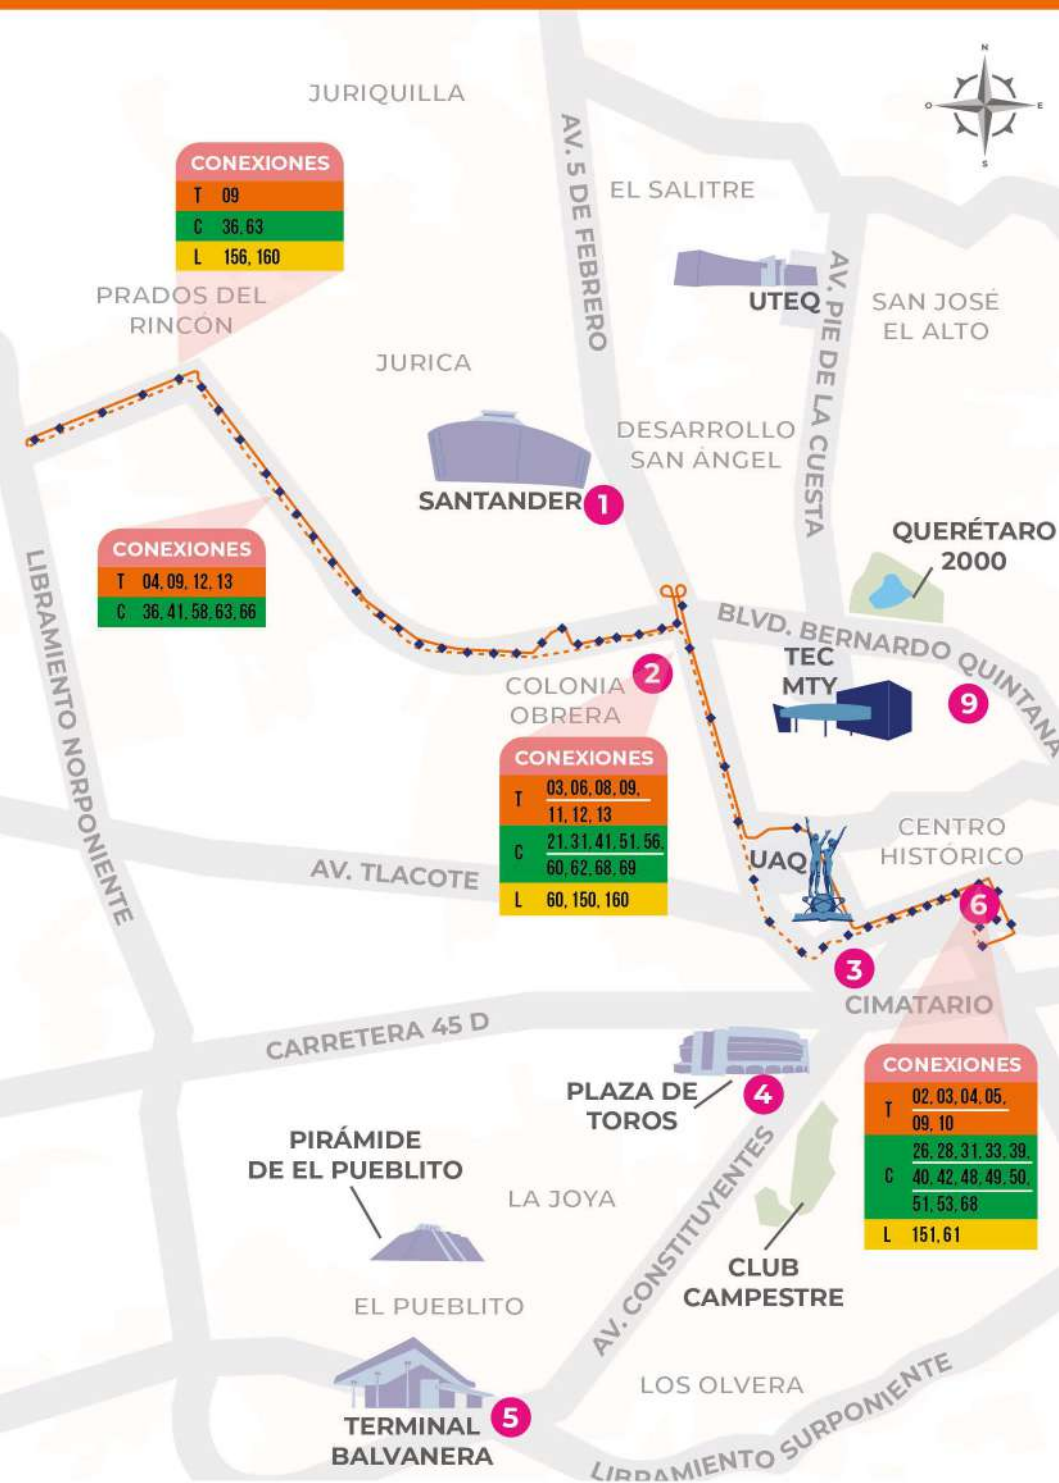 N
O
E
S
JURIQUILLA
AV. 5 DE FEBRERO
EL SALITRE
CONEXIONES
T 09
C 36, 63
L 156, 160
PRADOS DEL
RINCÓN
JURICA
UTEQ
AV. PIE DE LA CUESTA
SAN JOSÉ
EL ALTO
DESARROLLO
SAN ÁNGEL
SANTANDER
1
QUERÉTARO
2000
CONEXIONES
T 04, 09, 12, 13
C 36, 41, 58, 63, 66
LIBRAMIENTO NORPONIENTE
BLVD. BERNARDO QUINTANA
TEC
MTY
9
2
COLONIA
OBRERA
CONEXIONES
T 03, 06, 08, 09,
11, 12, 13
C 21, 31, 41, 51, 56,
60, 62, 68, 69
L 60, 150, 160
AV. TLACOTE
UAQ
CENTRO
HISTÓRICO
6
3
CIMATARIO
CARRETERA 45 D
PLAZA DE
TOROS
4
CONEXIONES
T 02, 03, 04, 05,
09, 10
C 26, 28, 31, 33, 39,
40, 42, 48, 49, 50,
51, 53, 68
L 151, 61
PIRÁMIDE
DE EL PUEBLITO
LA JOYA
AV. CONSTITUYENTES
CLUB
CAMPESTRE
EL PUEBLITO
LOS OLVERA
TERMINAL
BALVANERA
5
LIBRAMIENTO SURPONIENTE